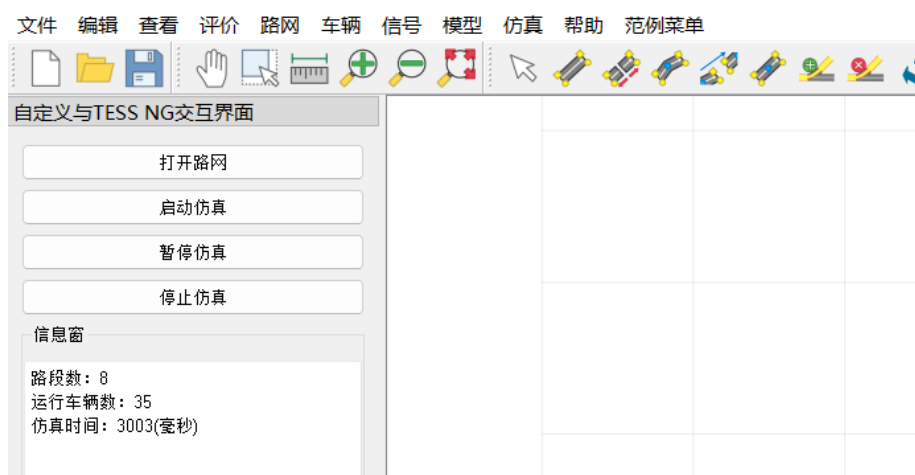 文件 编辑 查看 评价 路网 车辆 信号 模型 仿真 帮助 范例菜单
自定义与TESS NG交互界面
打开路网
启动仿真
暂停仿真
停止仿真
信息窗
路段数：8
运行车辆数：35
仿真时间：3003(毫秒)